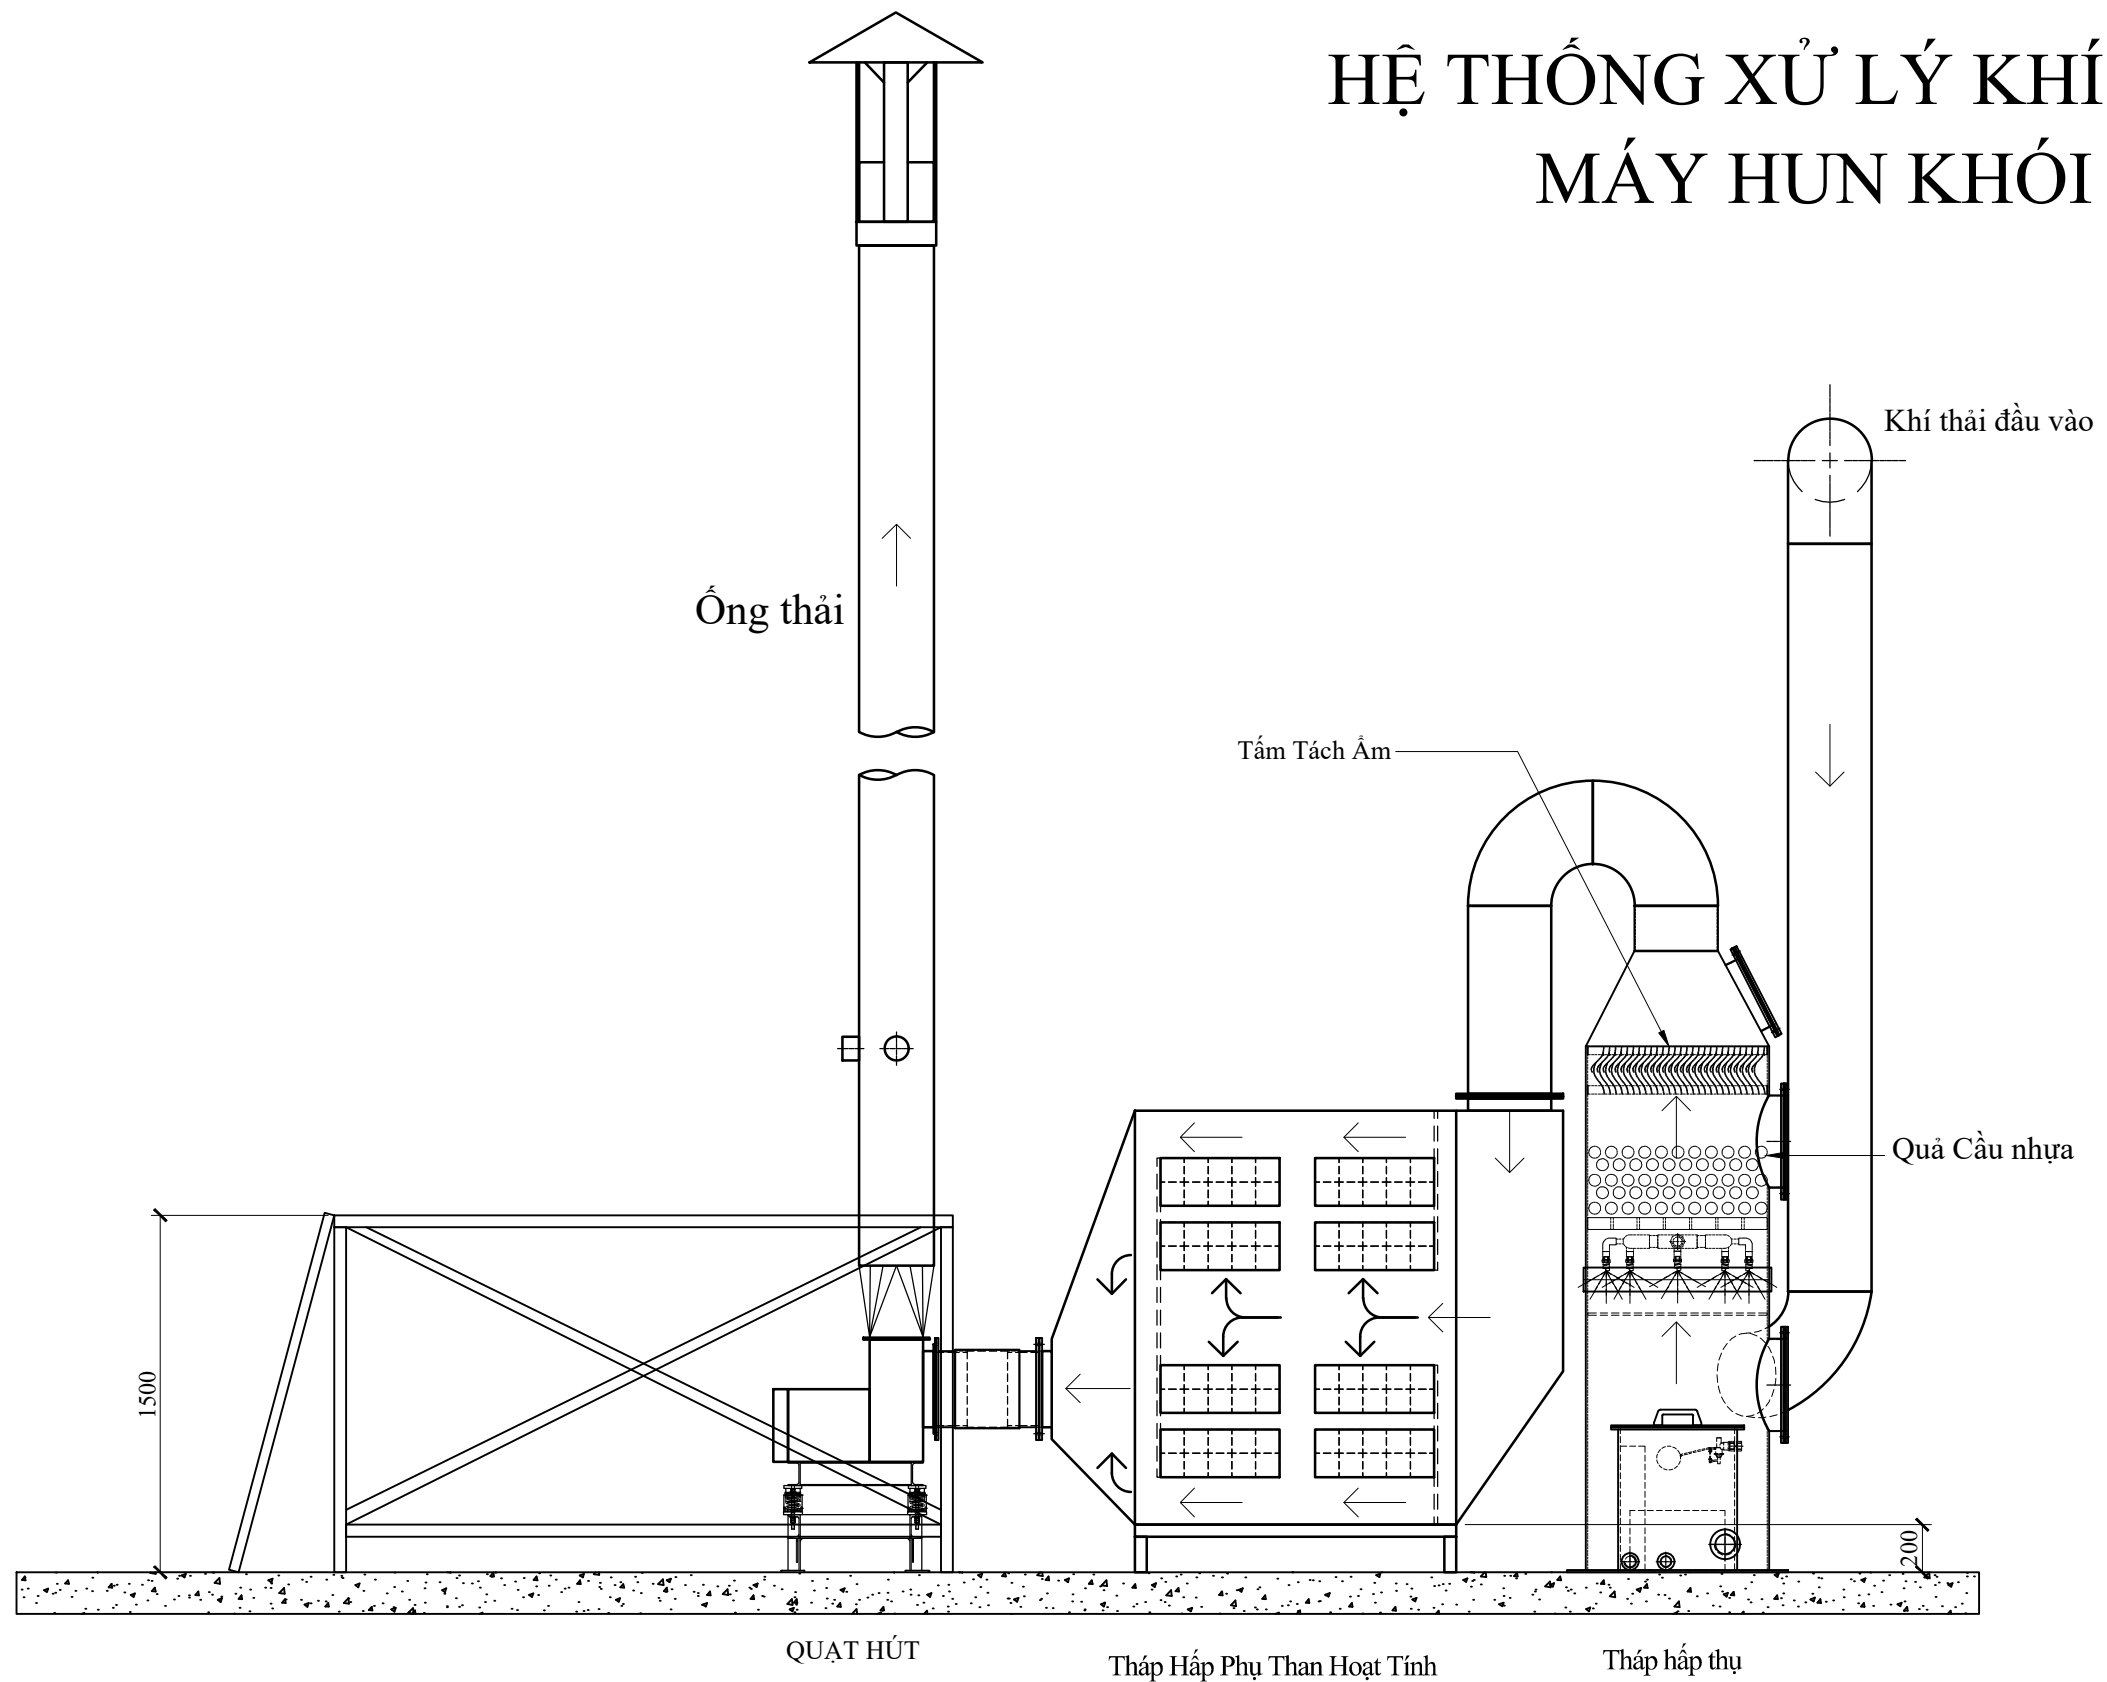 HỆ THỐNG XỬ LÝ KHÍ
MÁY HUN KHÓI
Khí thải đầu vào
Ống thải
Tấm Tách Ẩm
Quả Cầu nhựa
1500
200
QUẠT HÚT
Tháp Hấp Phụ Than Hoạt Tính
Tháp hấp thụ